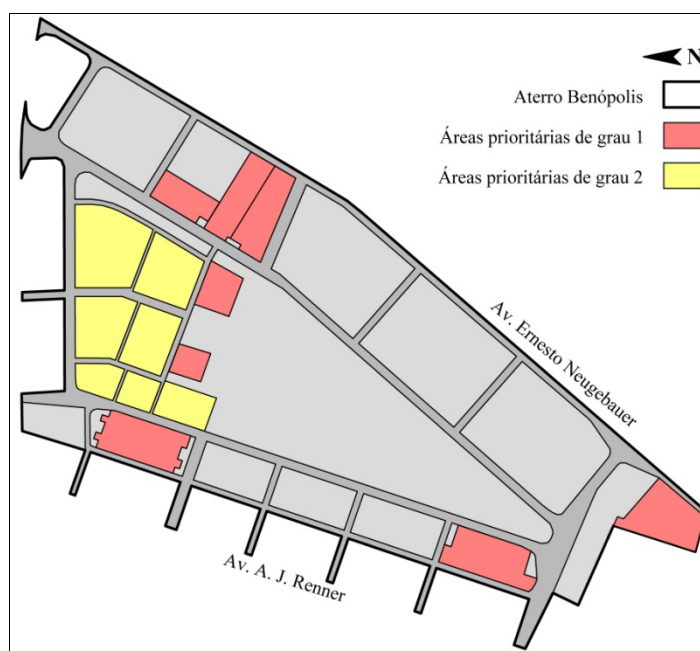 N
Aterro Benópolis
Áreas prioritárias de grau 1
Áreas prioritárias de grau 2
Av. Ernesto Neugebauer
Av. A. J. Renner